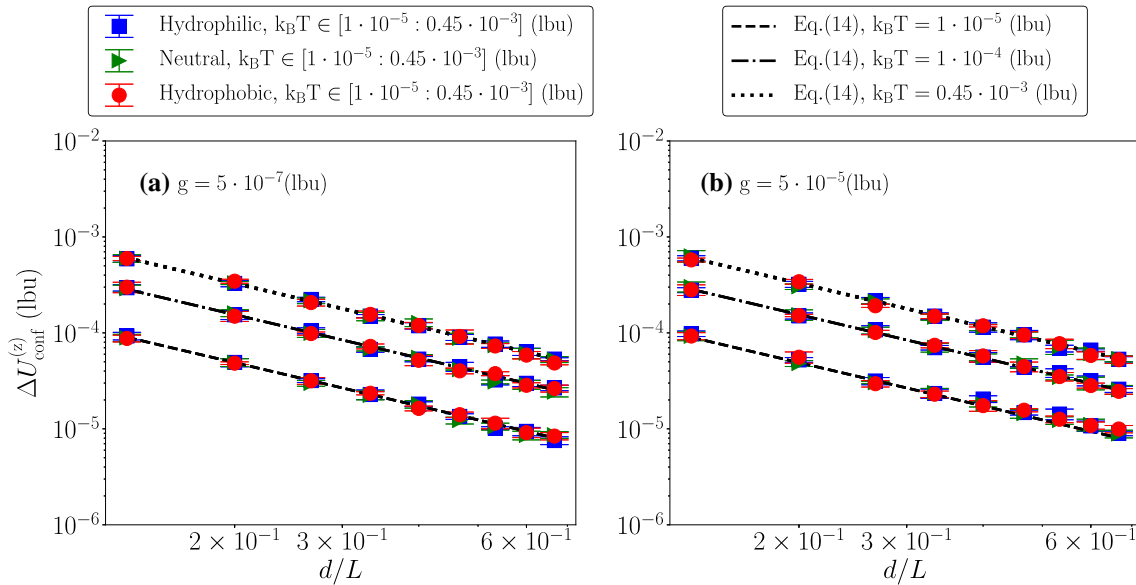 Hydrophilic, k_BT ∈ [1 · 10⁻⁵ : 0.45 · 10⁻³] (lbu)
Neutral, k_BT ∈ [1 · 10⁻⁵ : 0.45 · 10⁻³] (lbu)
Hydrophobic, k_BT ∈ [1 · 10⁻⁵ : 0.45 · 10⁻³] (lbu)
Eq.(14), k_BT = 1 · 10⁻⁵ (lbu)
Eq.(14), k_BT = 1 · 10⁻⁴ (lbu)
Eq.(14), k_BT = 0.45 · 10⁻³ (lbu)
ΔU_conf^(z) (lbu)
10⁻²
10⁻³
10⁻⁴
10⁻⁵
10⁻⁶
(a) g = 5 · 10⁻⁷(lbu)
2 × 10⁻¹ 3 × 10⁻¹ 6 × 10⁻¹
d/L
10⁻²
10⁻³
10⁻⁴
10⁻⁵
10⁻⁶
(b) g = 5 · 10⁻⁵(lbu)
2 × 10⁻¹ 3 × 10⁻¹ 6 × 10⁻¹
d/L